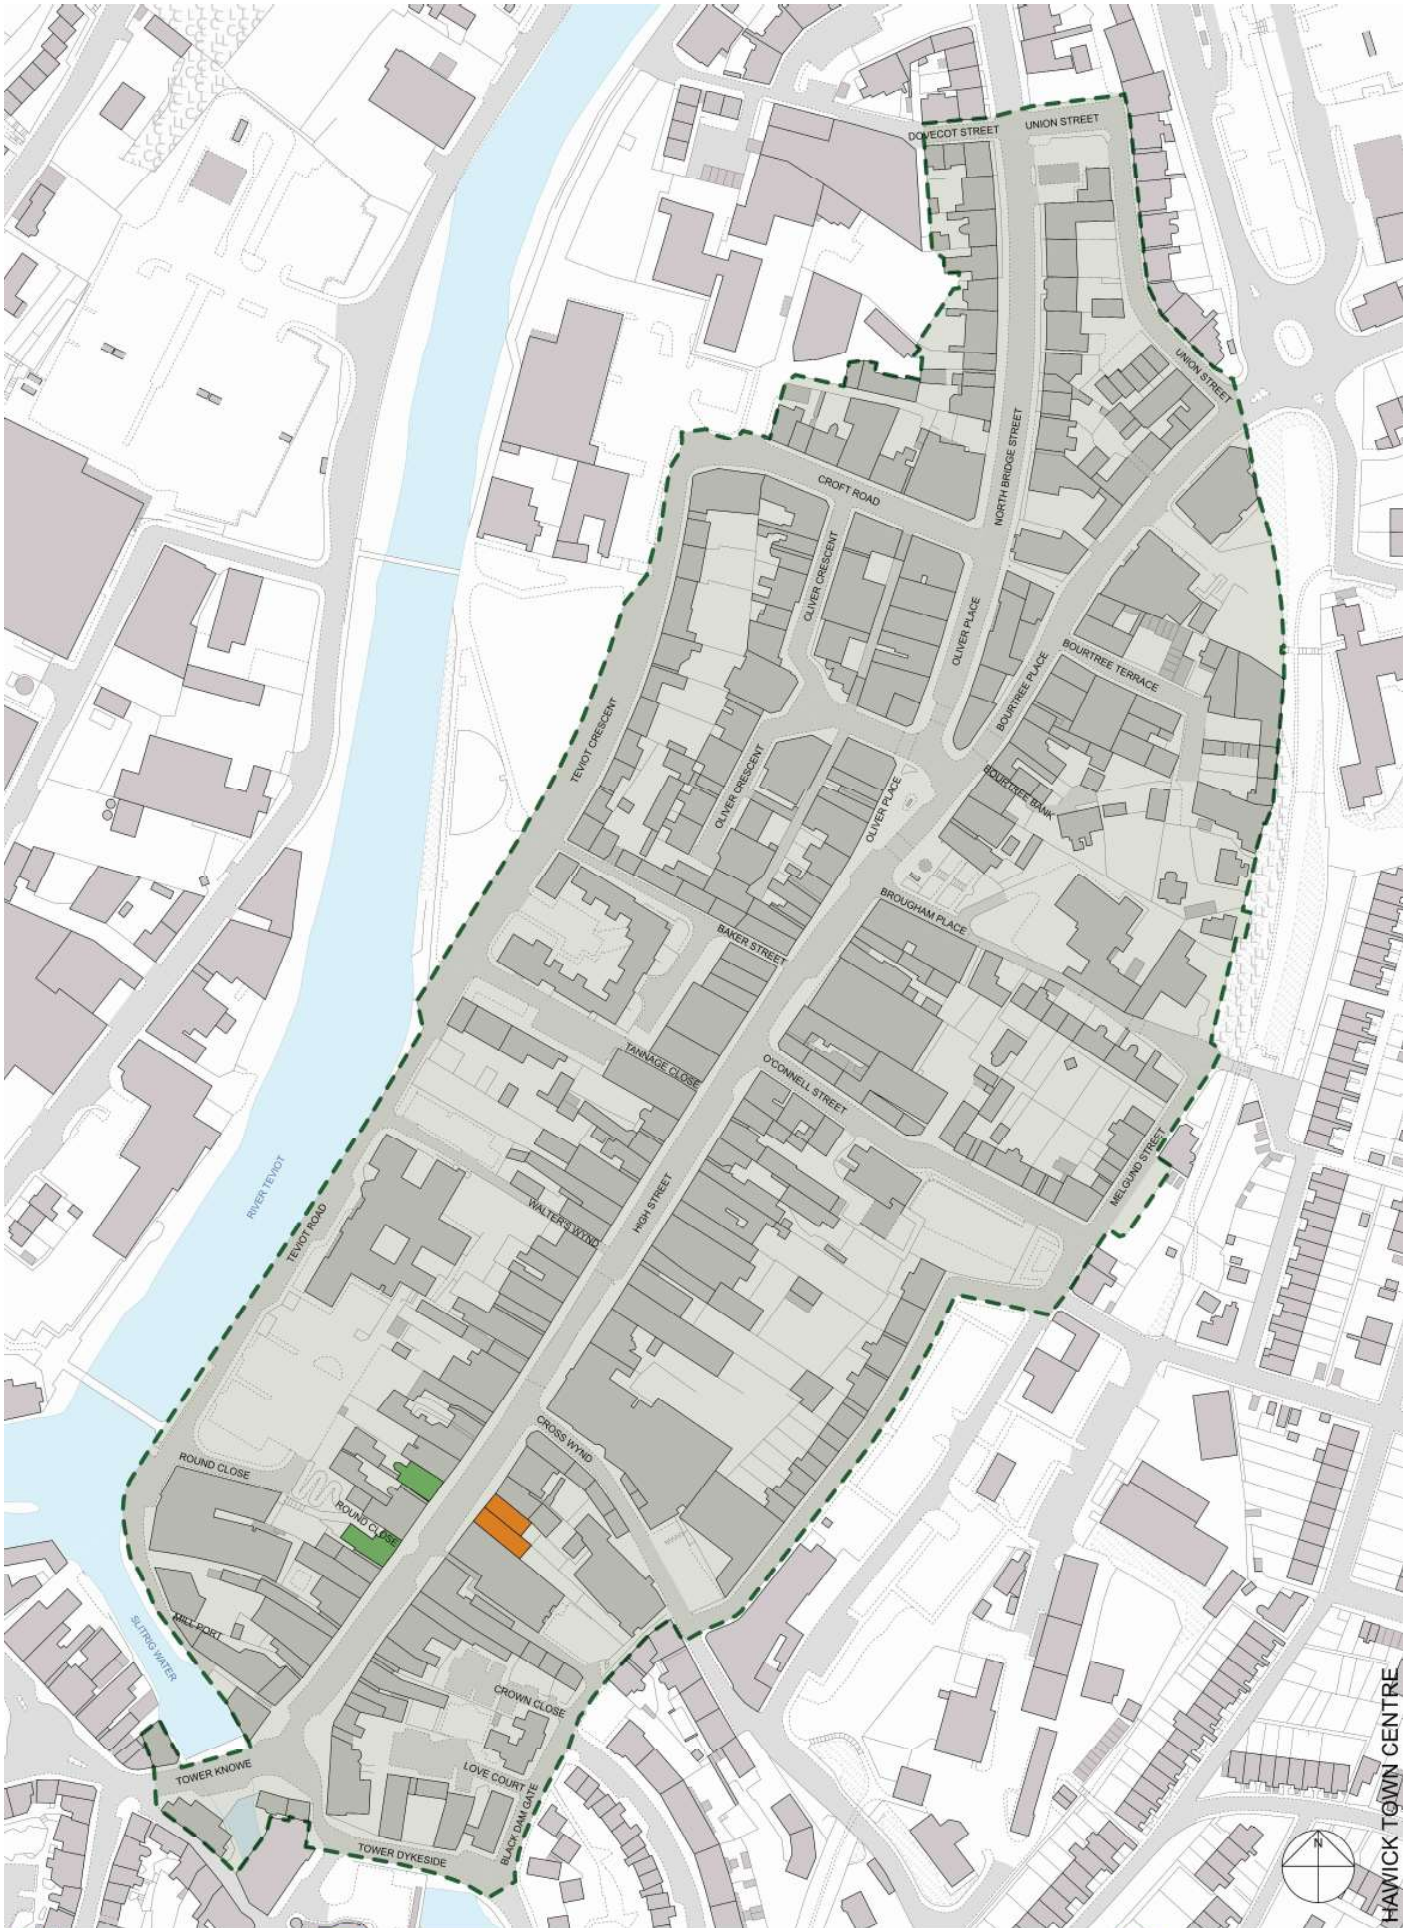 DOVECOT STREET
UNION STREET
UNION STREET
NORTH BRIDGE STREET
CROFT ROAD
OLIVER CRESCENT
OLIVER PLACE
BOURTREE TERRACE
BOURTREE PLACE
TEVIOT CRESCENT
OLIVER CRESCENT
OLIVER PLACE
BOURTREE BANK
BROUGHAM PLACE
BAKER STREET
TANNAGE CLOSE
O'CONNELL STREET
MELGUND STREET
RIVER TEVIOT
TEVIOT ROAD
WALTER'S WYND
HIGH STREET
CROSS WYND
ROUND CLOSE
ROUND CLOSE
MILL PORT
SLITRIG WATER
CROWN CLOSE
TOWER KNOWE
LOVE COURT
BLACK DAM GATE
TOWER DYKESIDE
N
HAWICK TOWN CENTRE